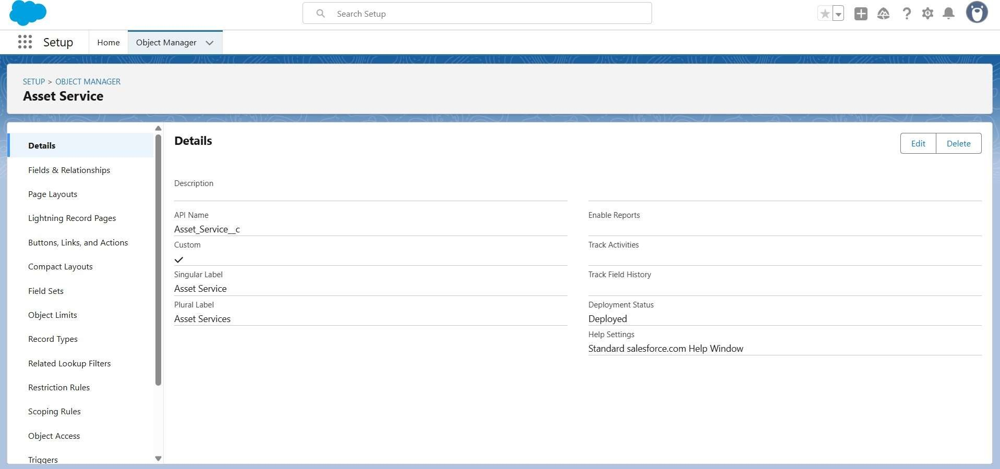 Search Setup
Setup
Home
Object Manager
SETUP > OBJECT MANAGER
Asset Service
Details
Fields & Relationships
Page Layouts
Lightning Record Pages
Buttons, Links, and Actions
Compact Layouts
Field Sets
Object Limits
Record Types
Related Lookup Filters
Restriction Rules
Scoping Rules
Object Access
Triggers
Details
Edit
Delete
Description
API Name
Asset_Service__c
Custom
Singular Label
Asset Service
Plural Label
Asset Services
Enable Reports
Track Activities
Track Field History
Deployment Status
Deployed
Help Settings
Standard salesforce.com Help Window